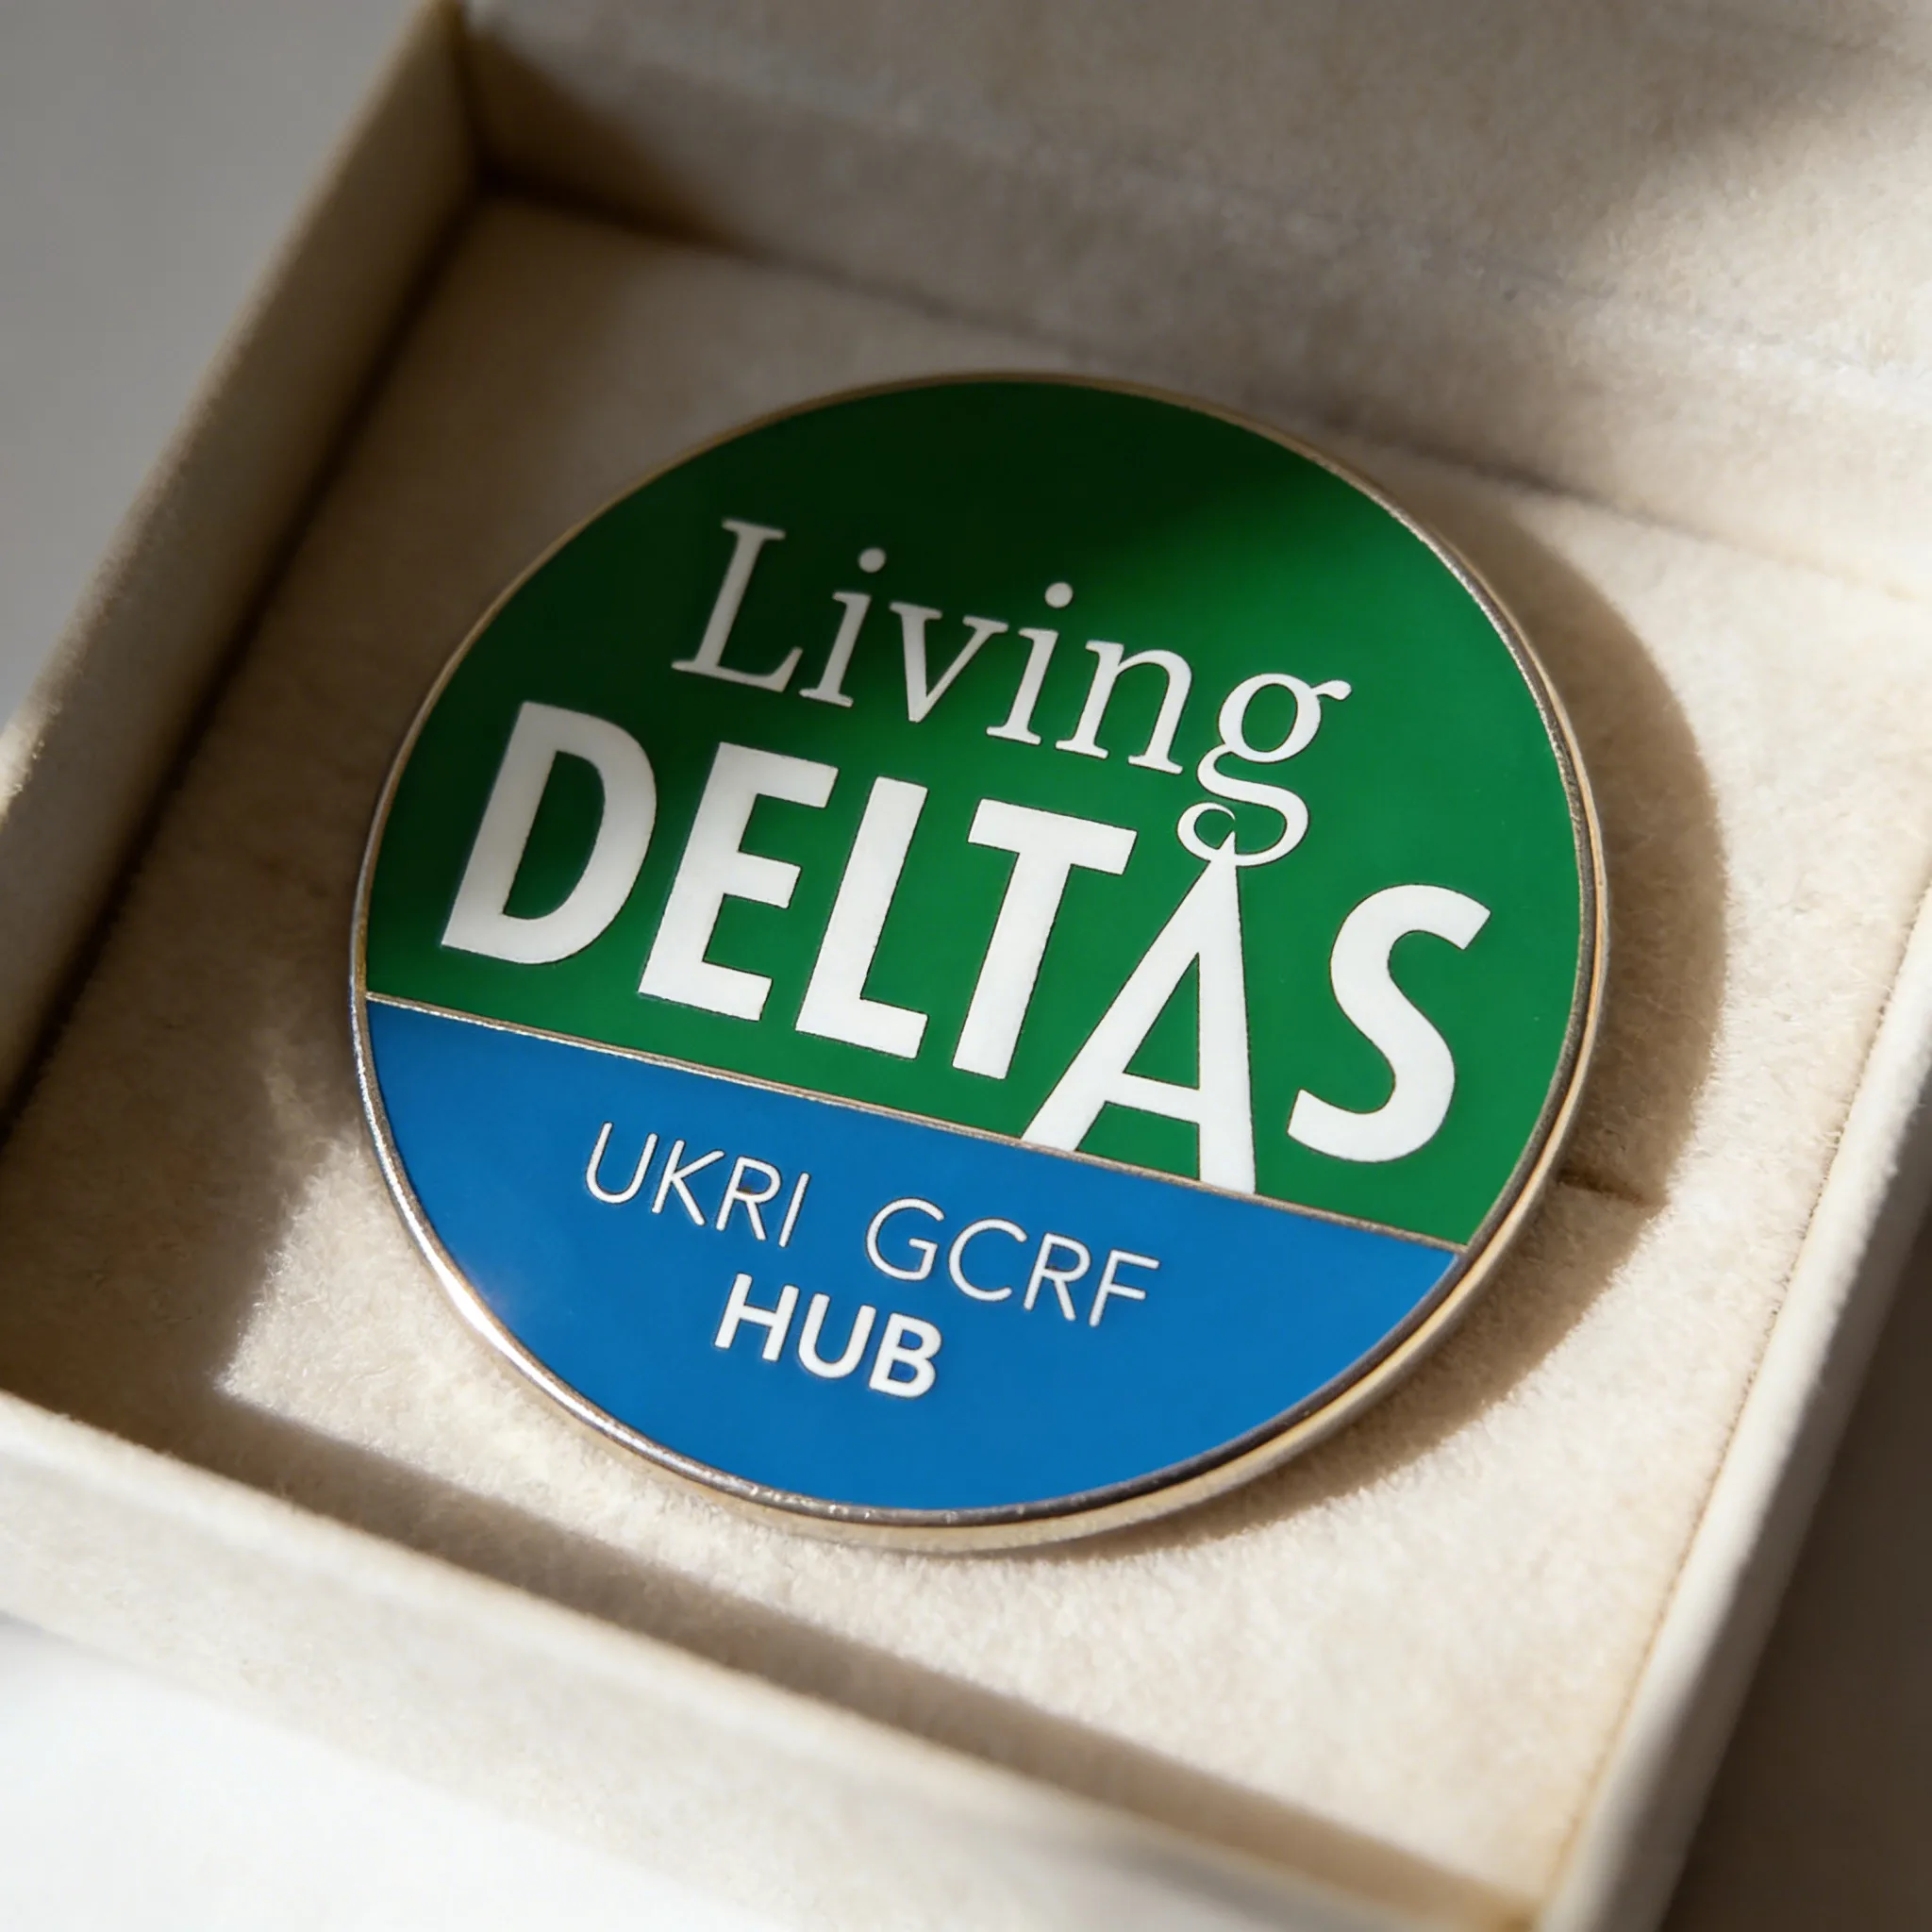 Living
DELTAS
UKRI GCRF
HUB